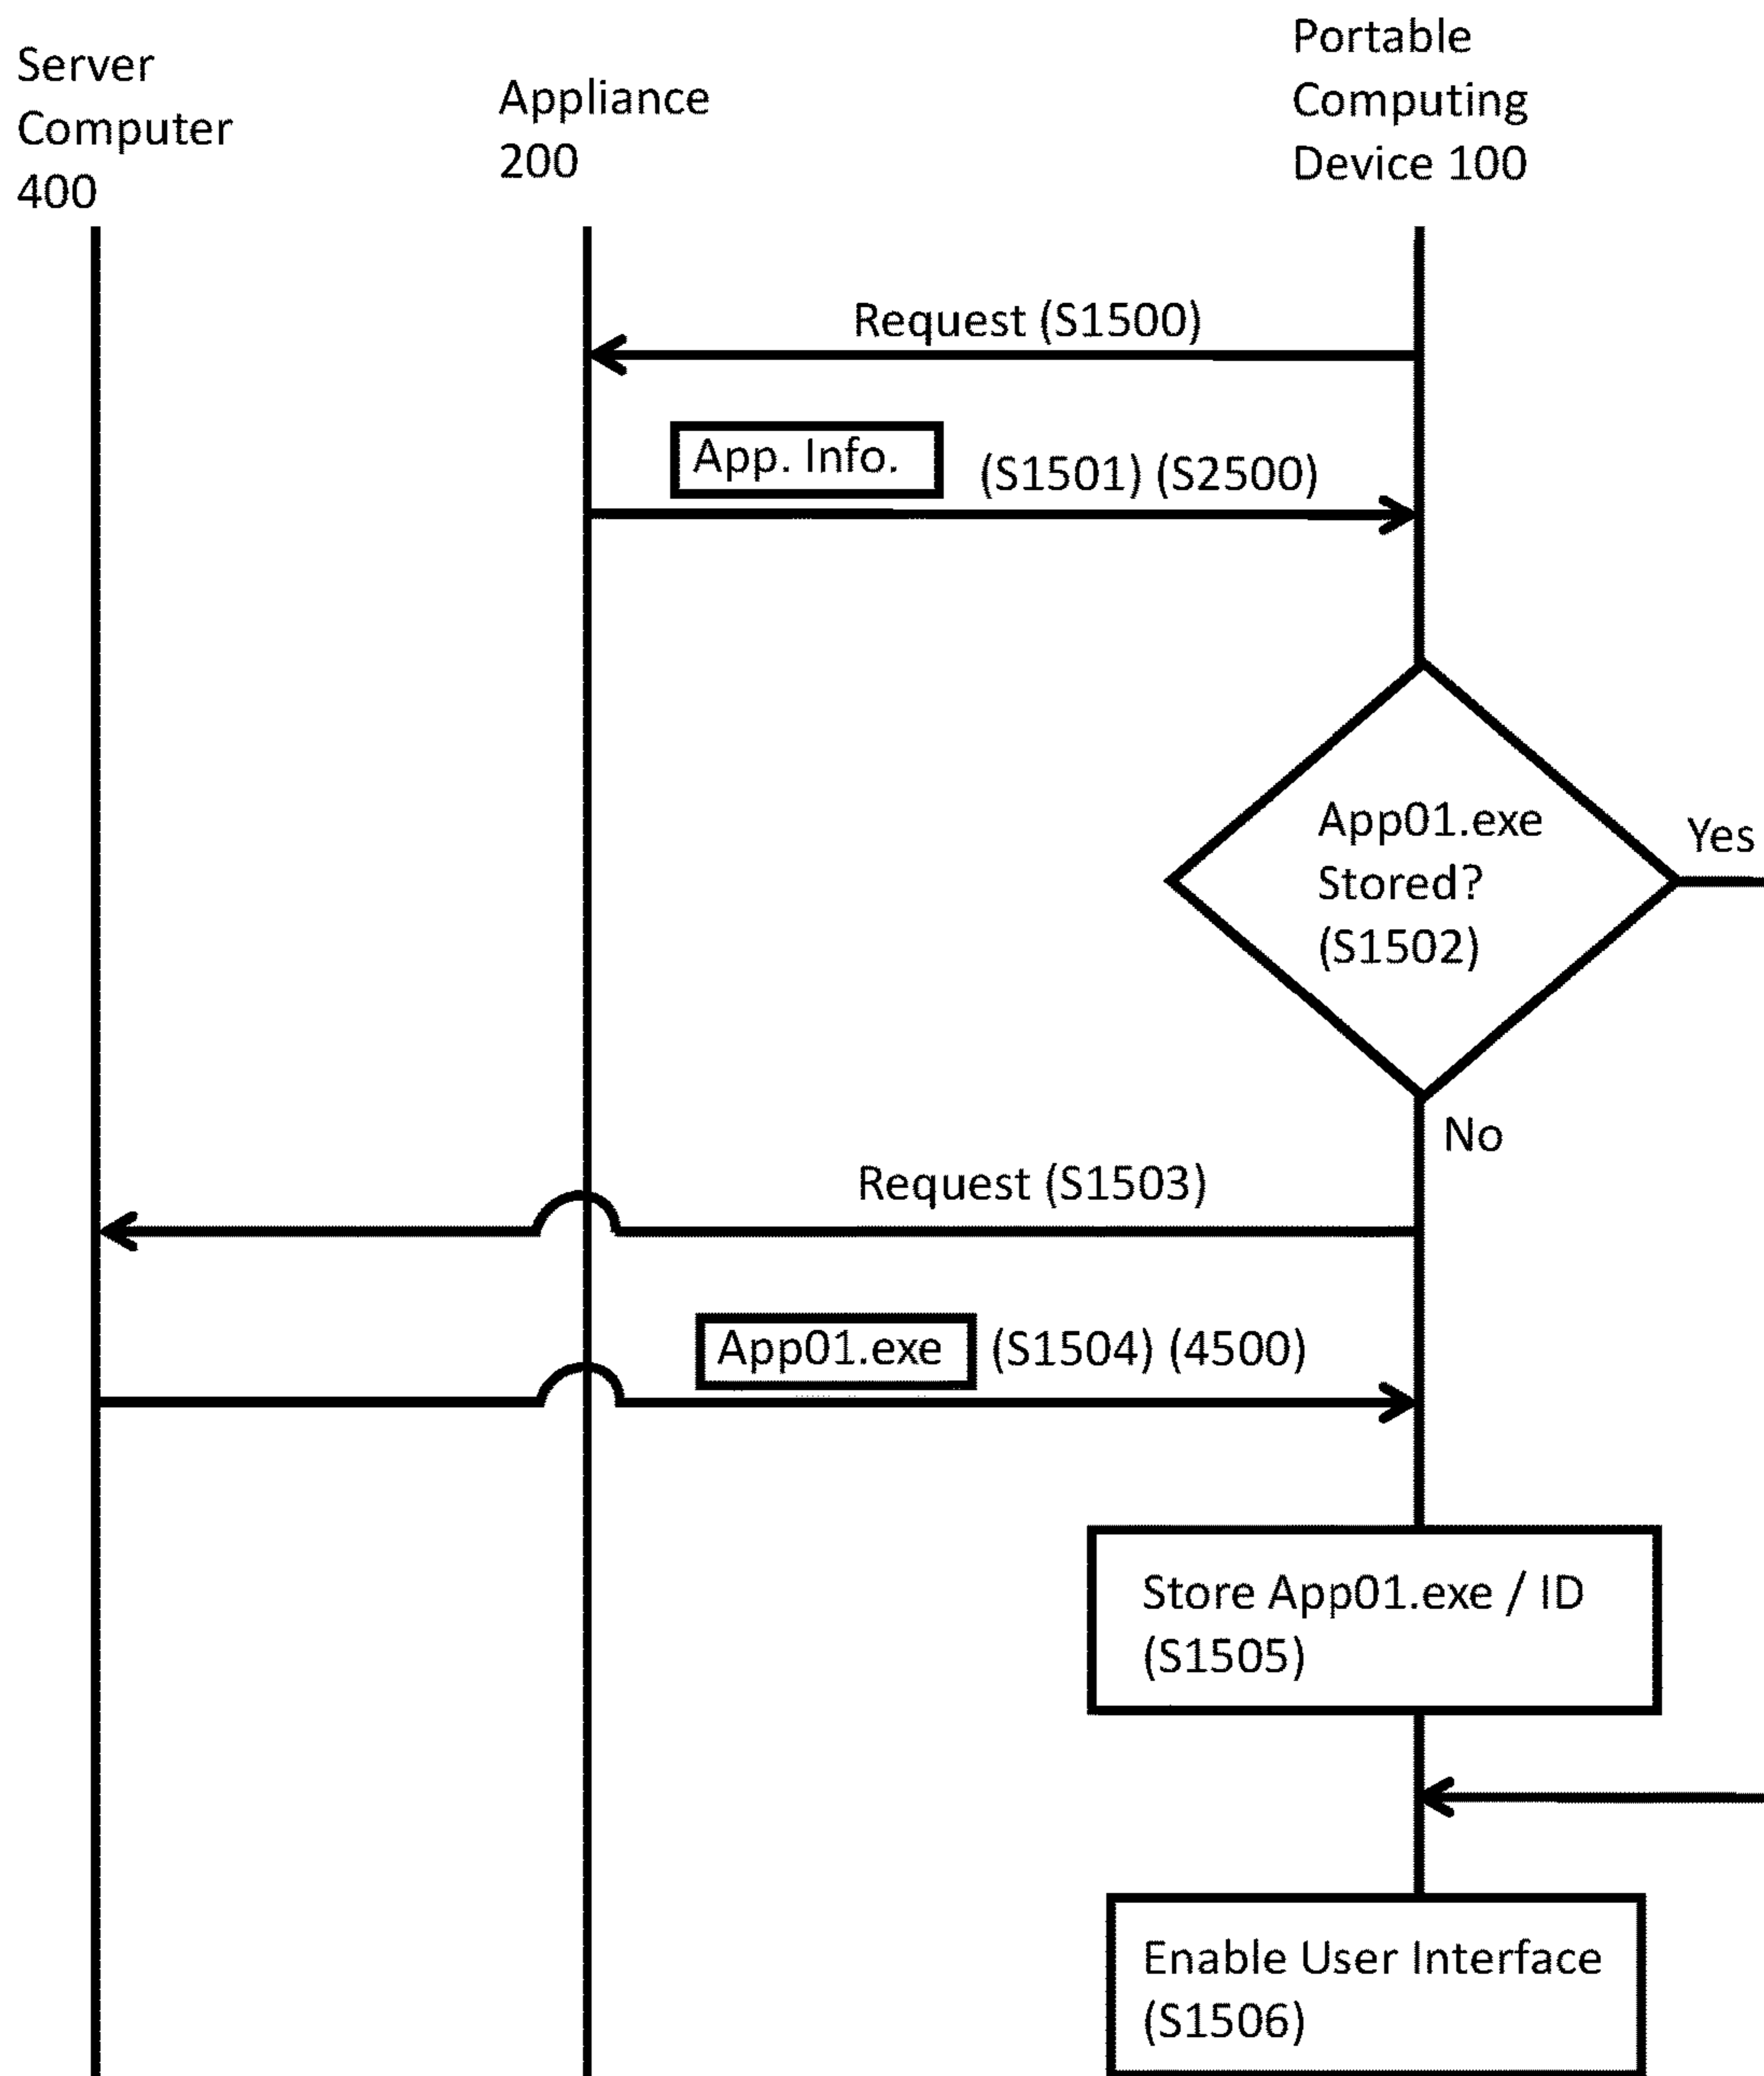 Server
Computer
400
Appliance
200
Portable
Computing
Device 100
Request (S1500)
App. Info.
(S1501) (S2500)
App01.exe
Stored?
(S1502)
Yes
No
Request (S1503)
App01.exe
(S1504) (4500)
Store App01.exe / ID
(S1505)
Enable User Interface
(S1506)